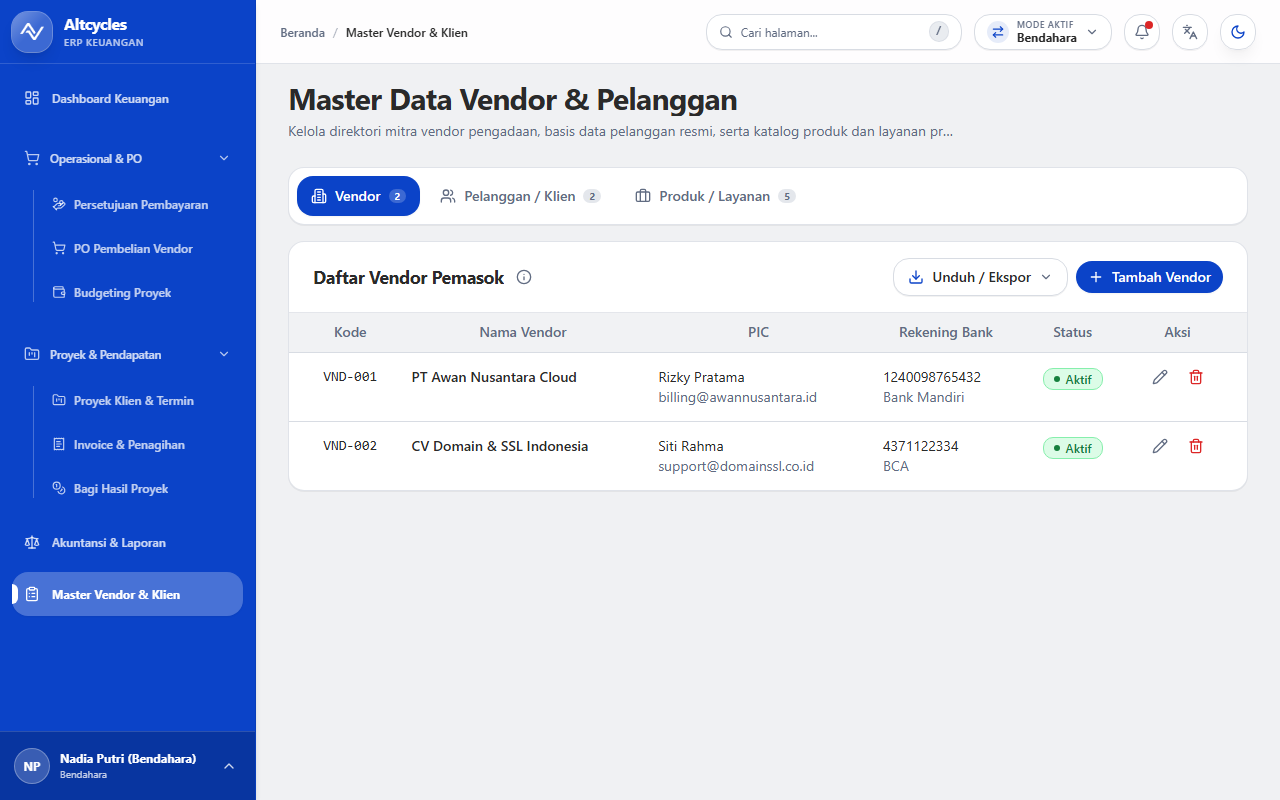 Altcycles
ERP KEUANGAN
Dashboard Keuangan
Operasional & PO
Persetujuan Pembayaran
PO Pembelian Vendor
Budgeting Proyek
Proyek & Pendapatan
Proyek Klien & Termin
Invoice & Penagihan
Bagi Hasil Proyek
Akuntansi & Laporan
Master Vendor & Klien
NP
Nadia Putri (Bendahara)
Bendahara
Beranda / Master Vendor & Klien
Cari halaman... /
MODE AKTIF
Bendahara
Master Data Vendor & Pelanggan
Kelola direktori mitra vendor pengadaan, basis data pelanggan resmi, serta katalog produk dan layanan pr...
Vendor 2 Pelanggan / Klien 2 Produk / Layanan 5
Daftar Vendor Pemasok Unduh / Ekspor Tambah Vendor
Kode Nama Vendor PIC Rekening Bank Status Aksi
VND-001 PT Awan Nusantara Cloud Rizky Pratama 1240098765432 Aktif
billing@awannusantara.id Bank Mandiri
VND-002 CV Domain & SSL Indonesia Siti Rahma 4371122334 Aktif
support@domainssl.co.id BCA